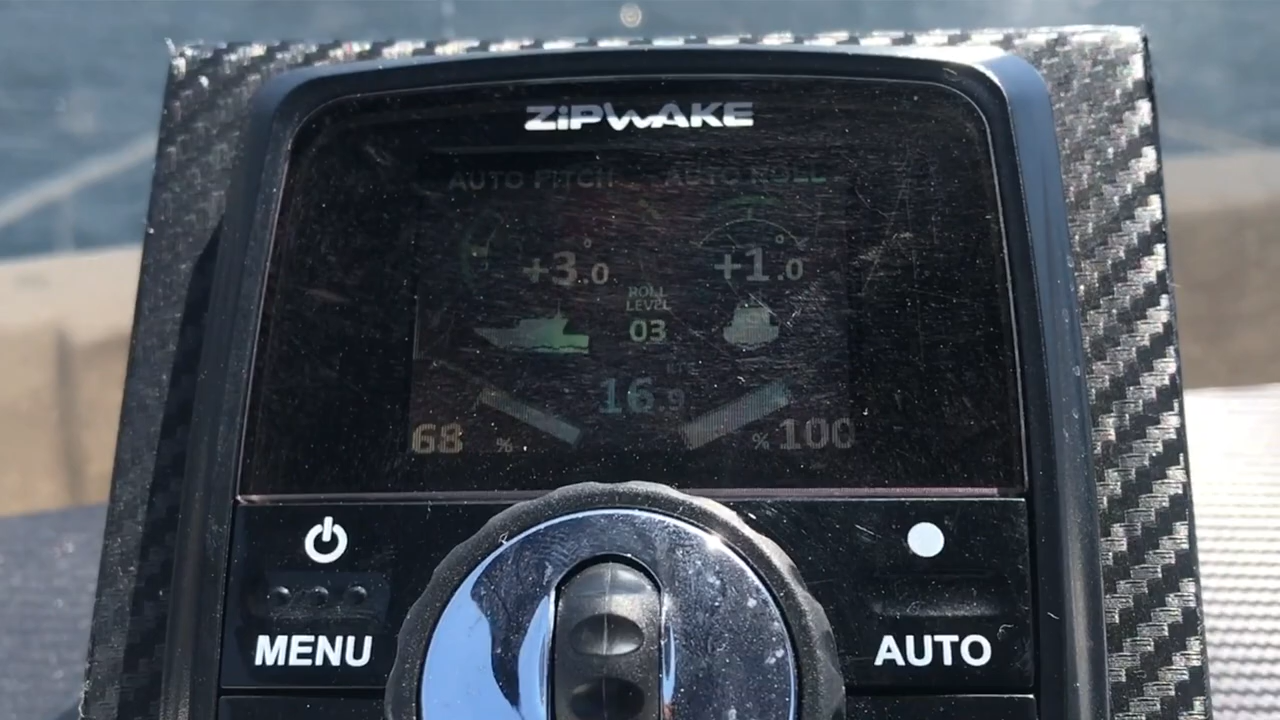 ZIPWAKE
AUTO PITCH AUTO ROLL
+3.0° +1.0°
ROLL
LEVEL
03
16.9
68 % % 100
MENU AUTO